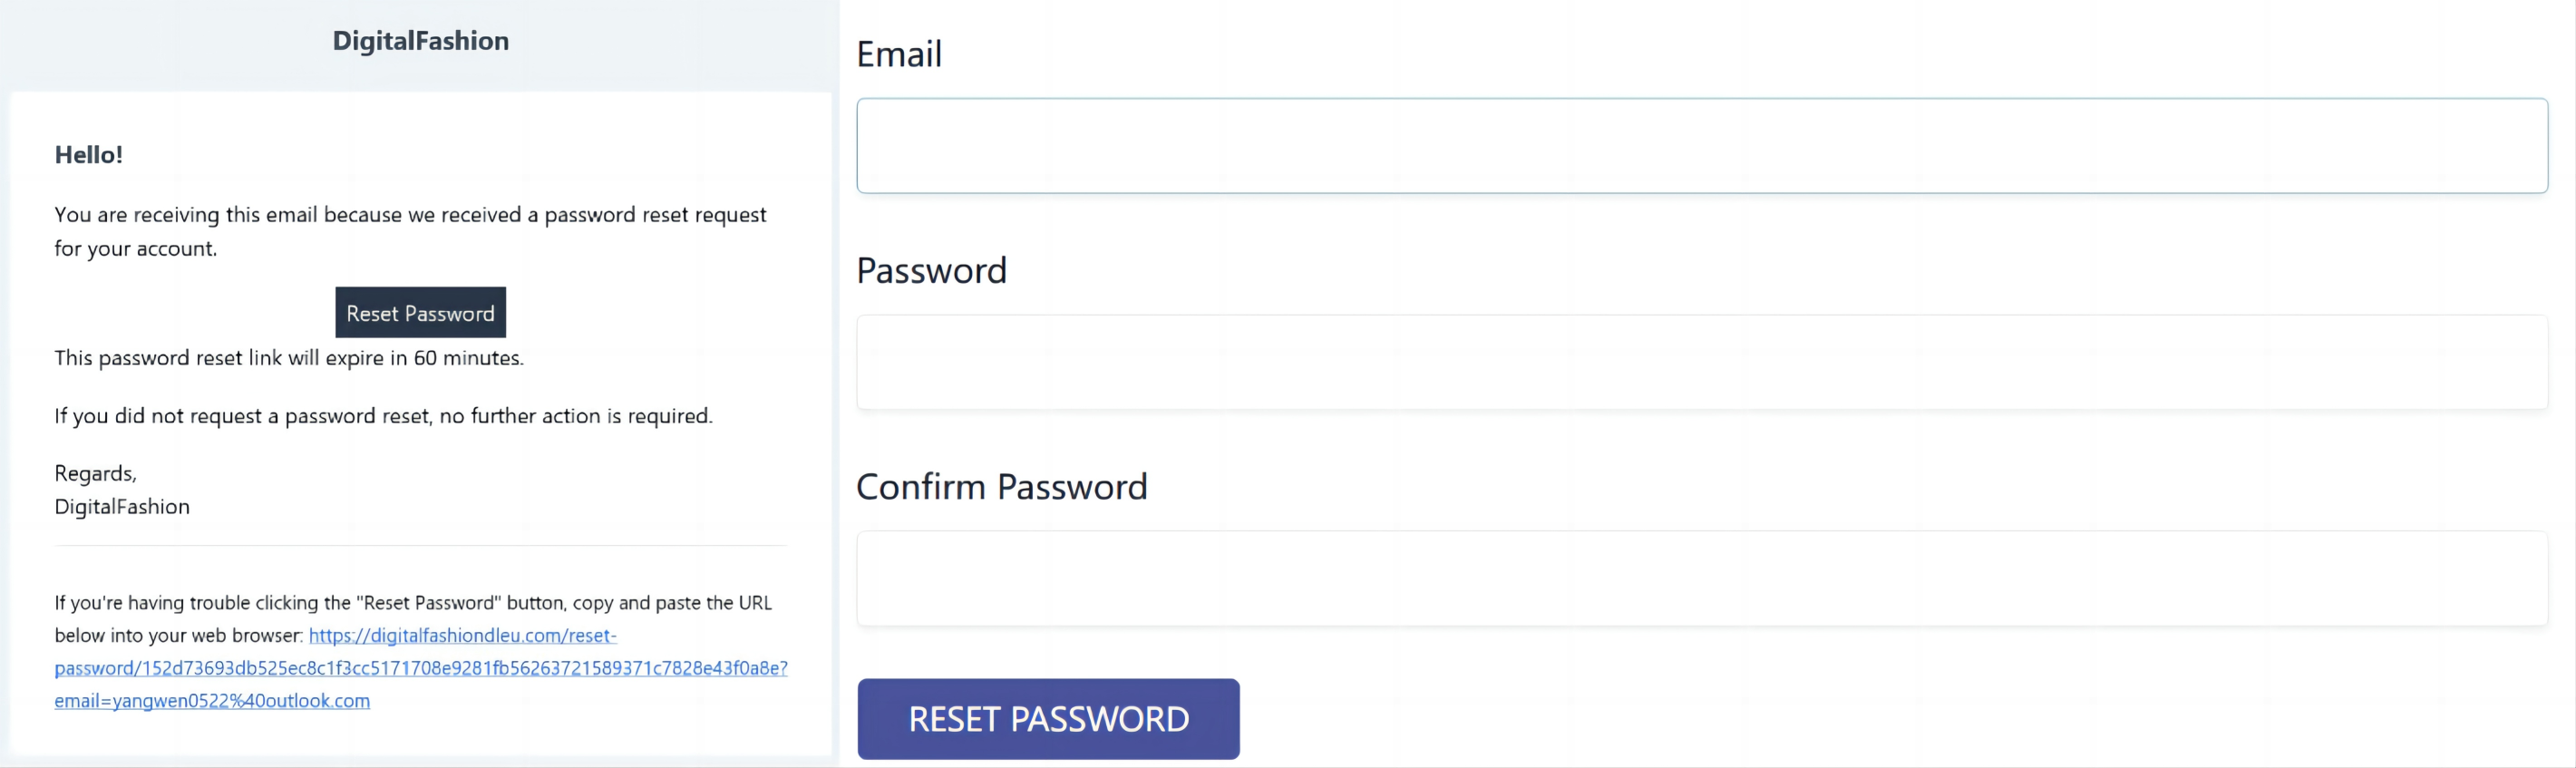 DigitalFashion
Hello!
You are receiving this email because we received a password reset request
for your account.
Reset Password
This password reset link will expire in 60 minutes.
If you did not request a password reset, no further action is required.
Regards,
DigitalFashion
If you're having trouble clicking the "Reset Password" button, copy and paste the URL
below into your web browser: https://digitalfashiondleu.com/reset-
password/152d73693db525ec8c1f3cc5171708e9281fb56263721589371c7828e43f0a8e?
email=yangwen0522%40outlook.com
Email
Password
Confirm Password
RESET PASSWORD